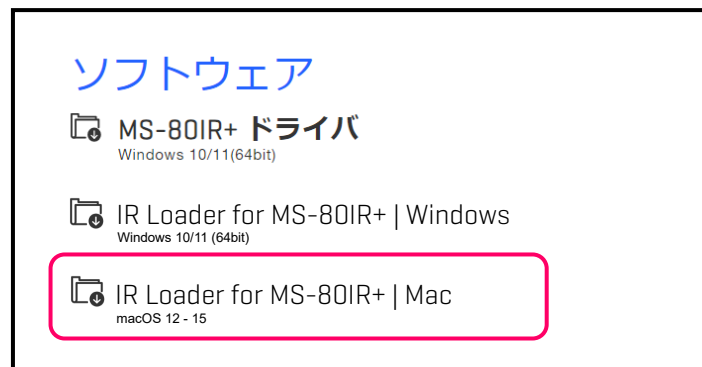 ソフトウェア
MS-80IR+ ドライバ
Windows 10/11(64bit)
IR Loader for MS-80IR+ | Windows
Windows 10/11 (64bit)
IR Loader for MS-80IR+ | Mac
macOS 12 - 15